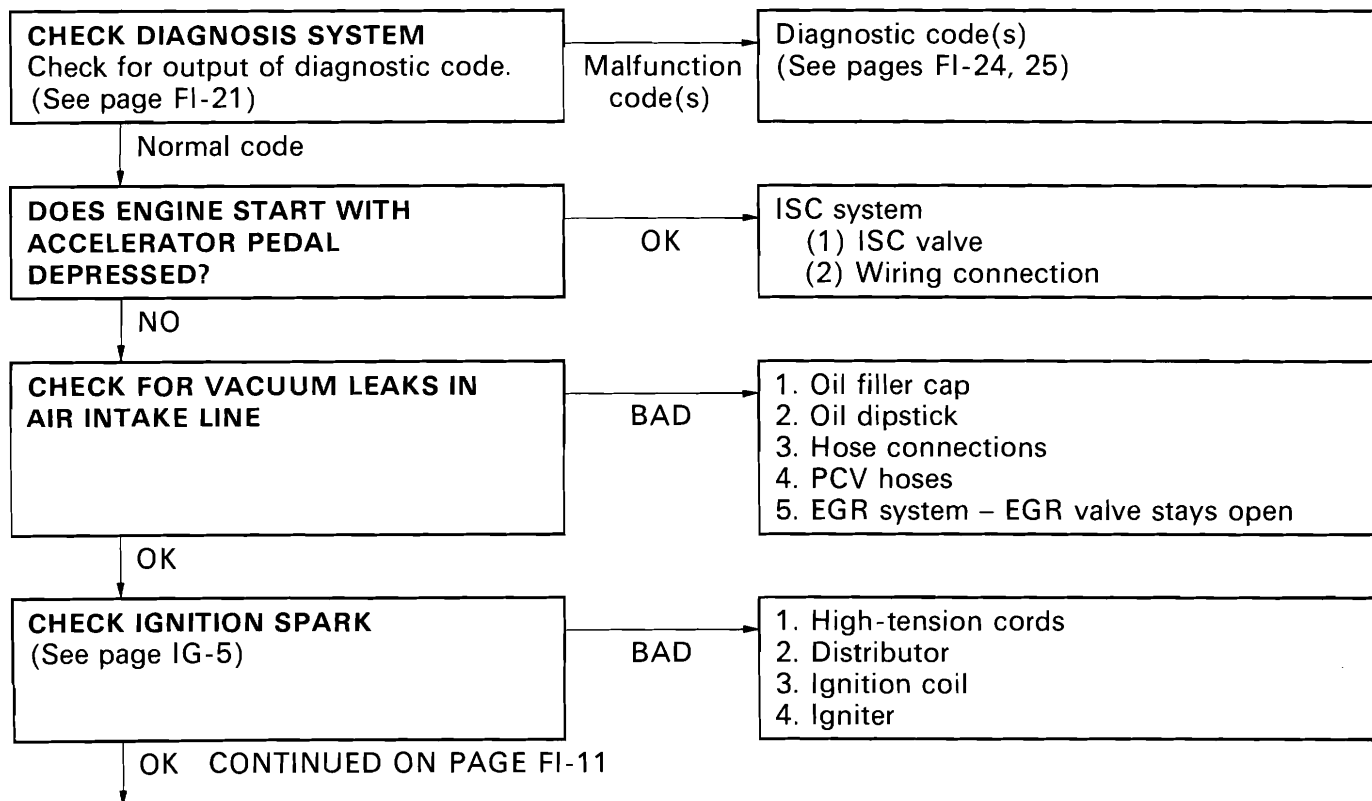 CHECK DIAGNOSIS SYSTEM
Check for output of diagnostic code.
(See page FI-21)
Malfunction
code(s)
Diagnostic code(s)
(See pages FI-24, 25)
Normal code
DOES ENGINE START WITH
ACCELERATOR PEDAL
DEPRESSED?
OK
ISC system
(1) ISC valve
(2) Wiring connection
NO
CHECK FOR VACUUM LEAKS IN
AIR INTAKE LINE
BAD
1. Oil filler cap
2. Oil dipstick
3. Hose connections
4. PCV hoses
5. EGR system – EGR valve stays open
OK
CHECK IGNITION SPARK
(See page IG-5)
BAD
1. High-tension cords
2. Distributor
3. Ignition coil
4. Igniter
OK CONTINUED ON PAGE FI-11